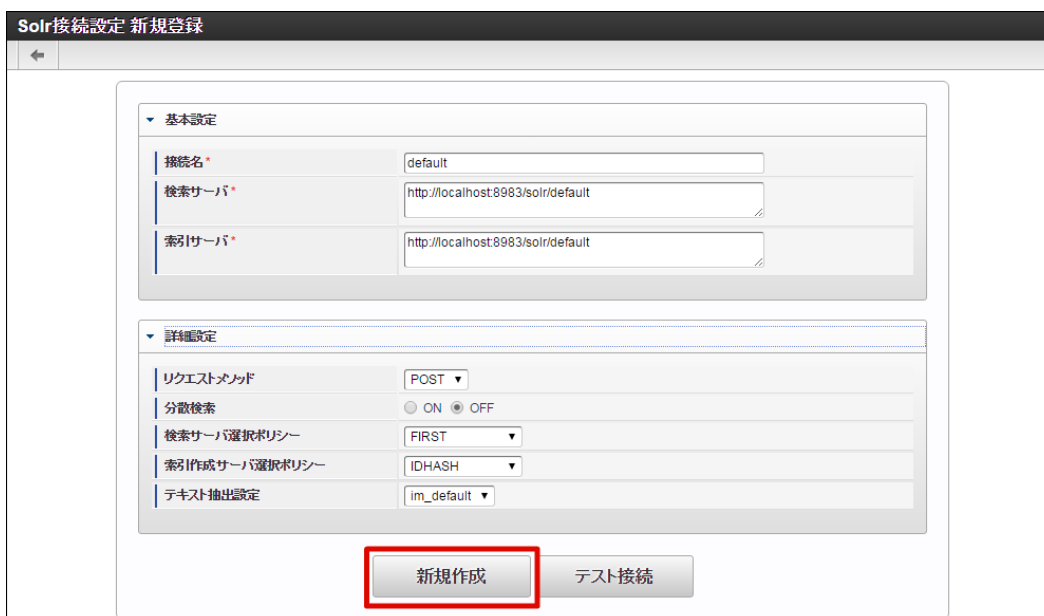 Solr接続設定 新規登録
基本設定
接続名* default
検索サーバ* http://localhost:8983/solr/default
索引サーバ* http://localhost:8983/solr/default
詳細設定
リクエストメソッド POST
分散検索 ON OFF
検索サーバ選択ポリシー FIRST
索引作成サーバ選択ポリシー IDHASH
テキスト抽出設定 im_default
新規作成 テスト接続